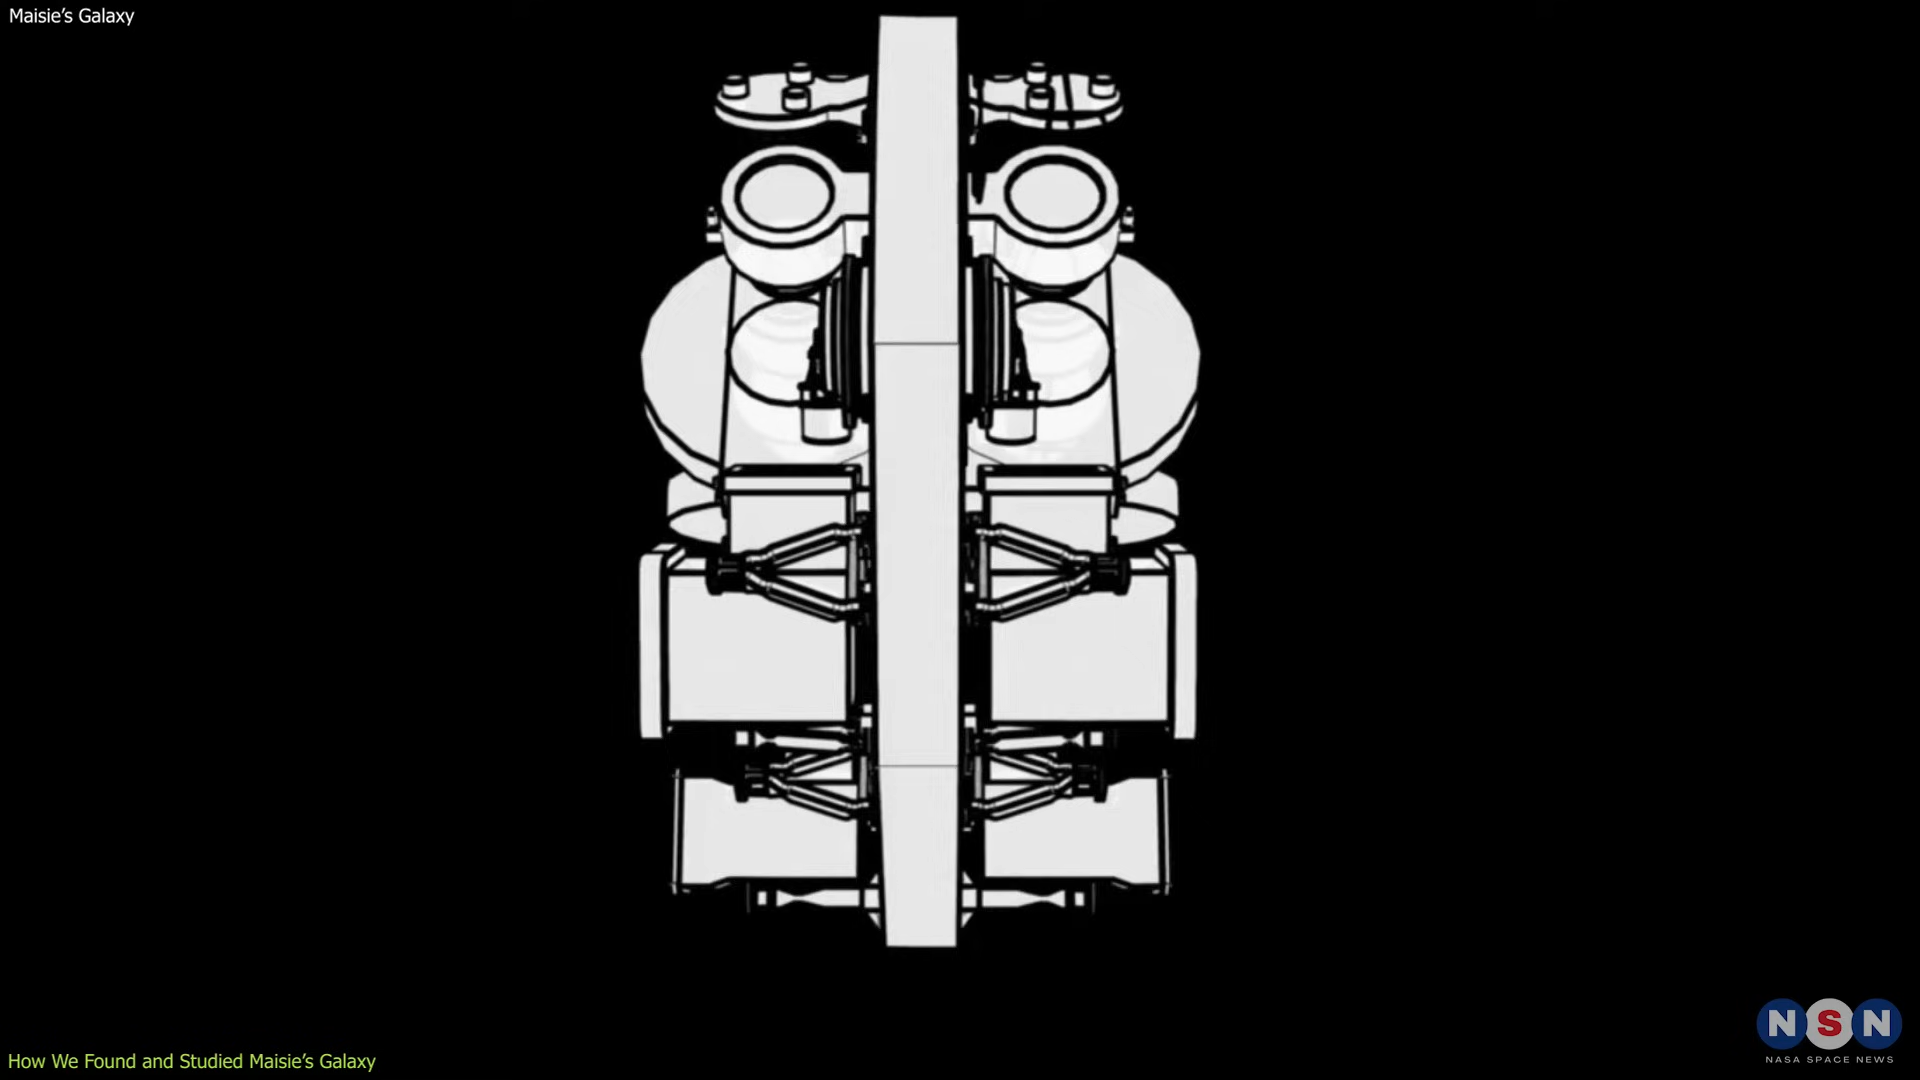 Maisie’s Galaxy
NSN
NASA SPACE NEWS
How We Found and Studied Maisie’s Galaxy